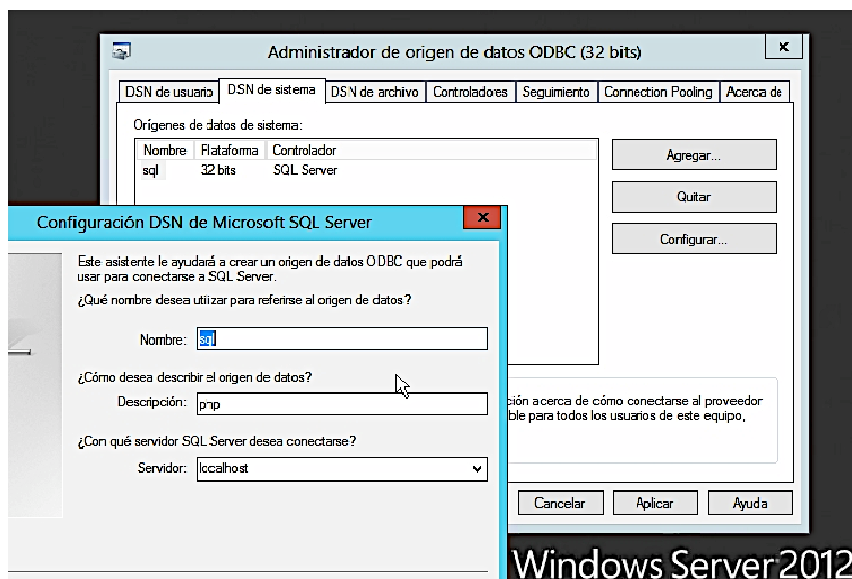 Administrador de origen de datos ODBC (32 bits)
DSN de usuario DSN de sistema DSN de archivo Controladores Seguimiento Connection Pooling Acerca de
Orígenes de datos de sistema:
Nombre Plataforma Controlador
sql 32 bits SQL Server
Agregar...
Quitar
Configurar...
Configuración DSN de Microsoft SQL Server
Este asistente le ayudará a crear un origen de datos ODBC que podrá
usar para conectarse a SQL Server.
¿Qué nombre desea utilizar para referirse al origen de datos?
Nombre: sql
¿Cómo desea describir el origen de datos?
Descripción: php
¿Con qué servidor SQL Server desea conectarse?
Servidor: localhost
ción acerca de cómo conectarse al proveedor
ble para todos los usuarios de este equipo,
Cancelar Aplicar Ayuda
Windows Server 2012